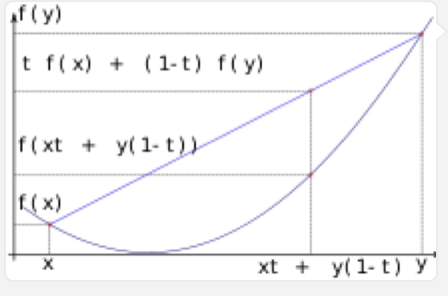 f(y)
t f(x) + (1-t) f(y)
f(xt + y(1-t))
f(x)
x
xt + y(1-t)
y